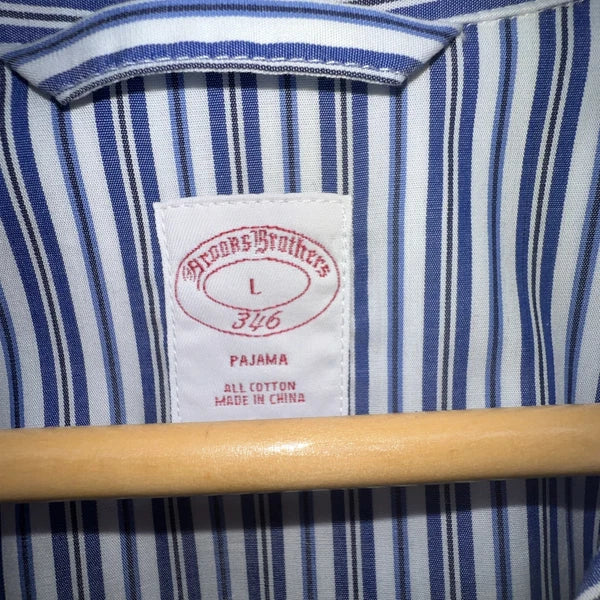 Brooks Brothers
L
346
PAJAMA
ALL COTTON
MADE IN CHINA